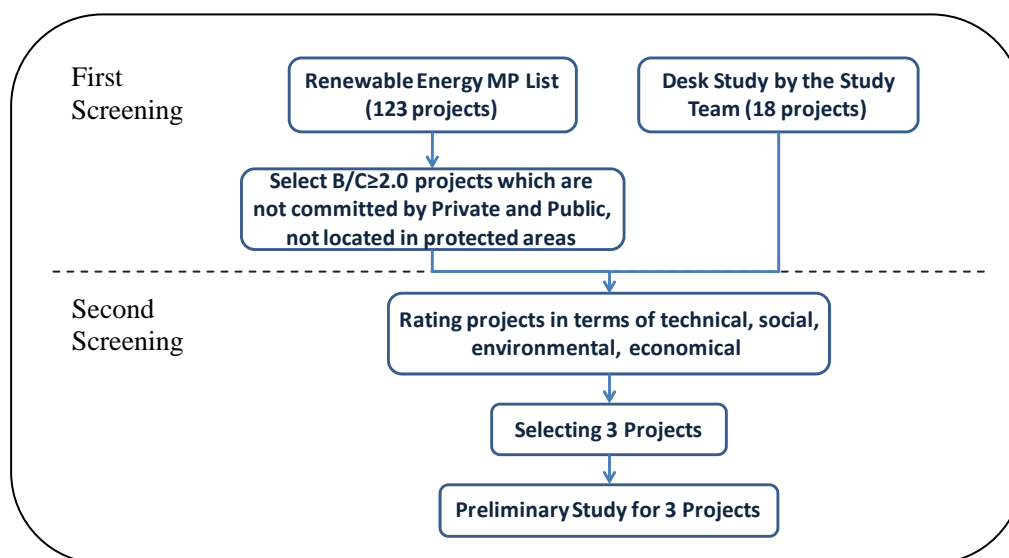 First
Screening
Renewable Energy MP List
(123 projects)
Desk Study by the Study
Team (18 projects)
Select B/C≥2.0 projects which are
not committed by Private and Public,
not located in protected areas
Second
Screening
Rating projects in terms of technical, social,
environmental, economical
Selecting 3 Projects
Preliminary Study for 3 Projects